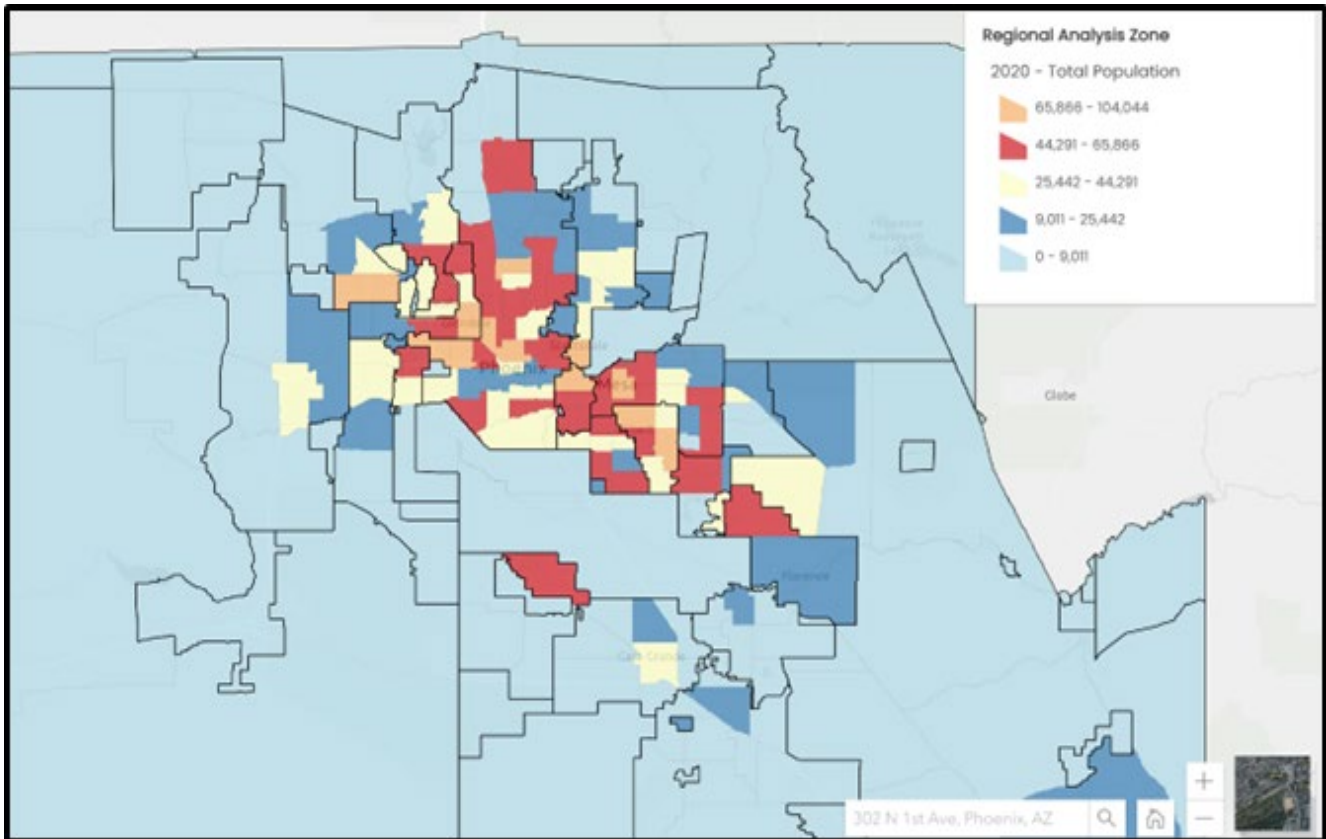 Regional Analysis Zone
2020 - Total Population
65,866 - 104,044
44,291 - 65,866
25,442 - 44,291
9,011 - 25,442
0 - 9,011
Phoenix
Mesa
Globe
Florence
Casa Grande
302 N 1st Ave, Phoenix, AZ